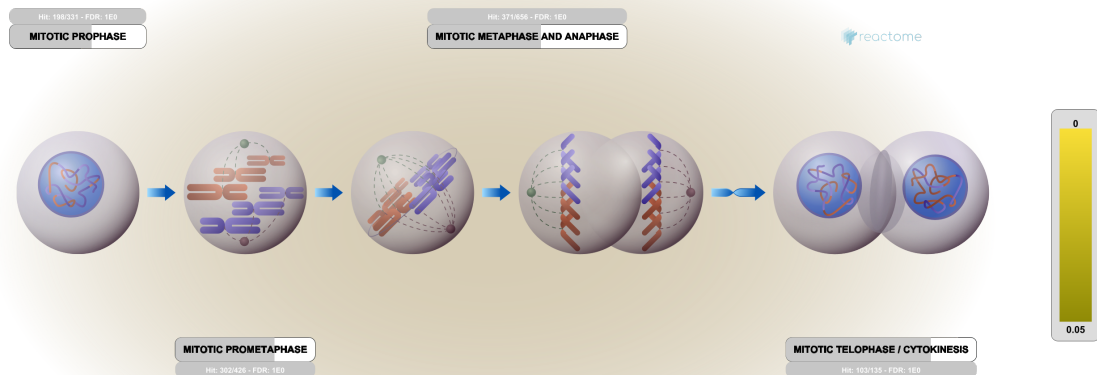 Hit: 198/331 - FDR: 1E0
MITOTIC PROPHASE
Hit: 371/656 - FDR: 1E0
MITOTIC METAPHASE AND ANAPHASE
reactome
0
0.05
MITOTIC PROMETAPHASE
Hit: 302/426 - FDR: 1E0
MITOTIC TELOPHASE / CYTOKINESIS
Hit: 103/135 - FDR: 1E0